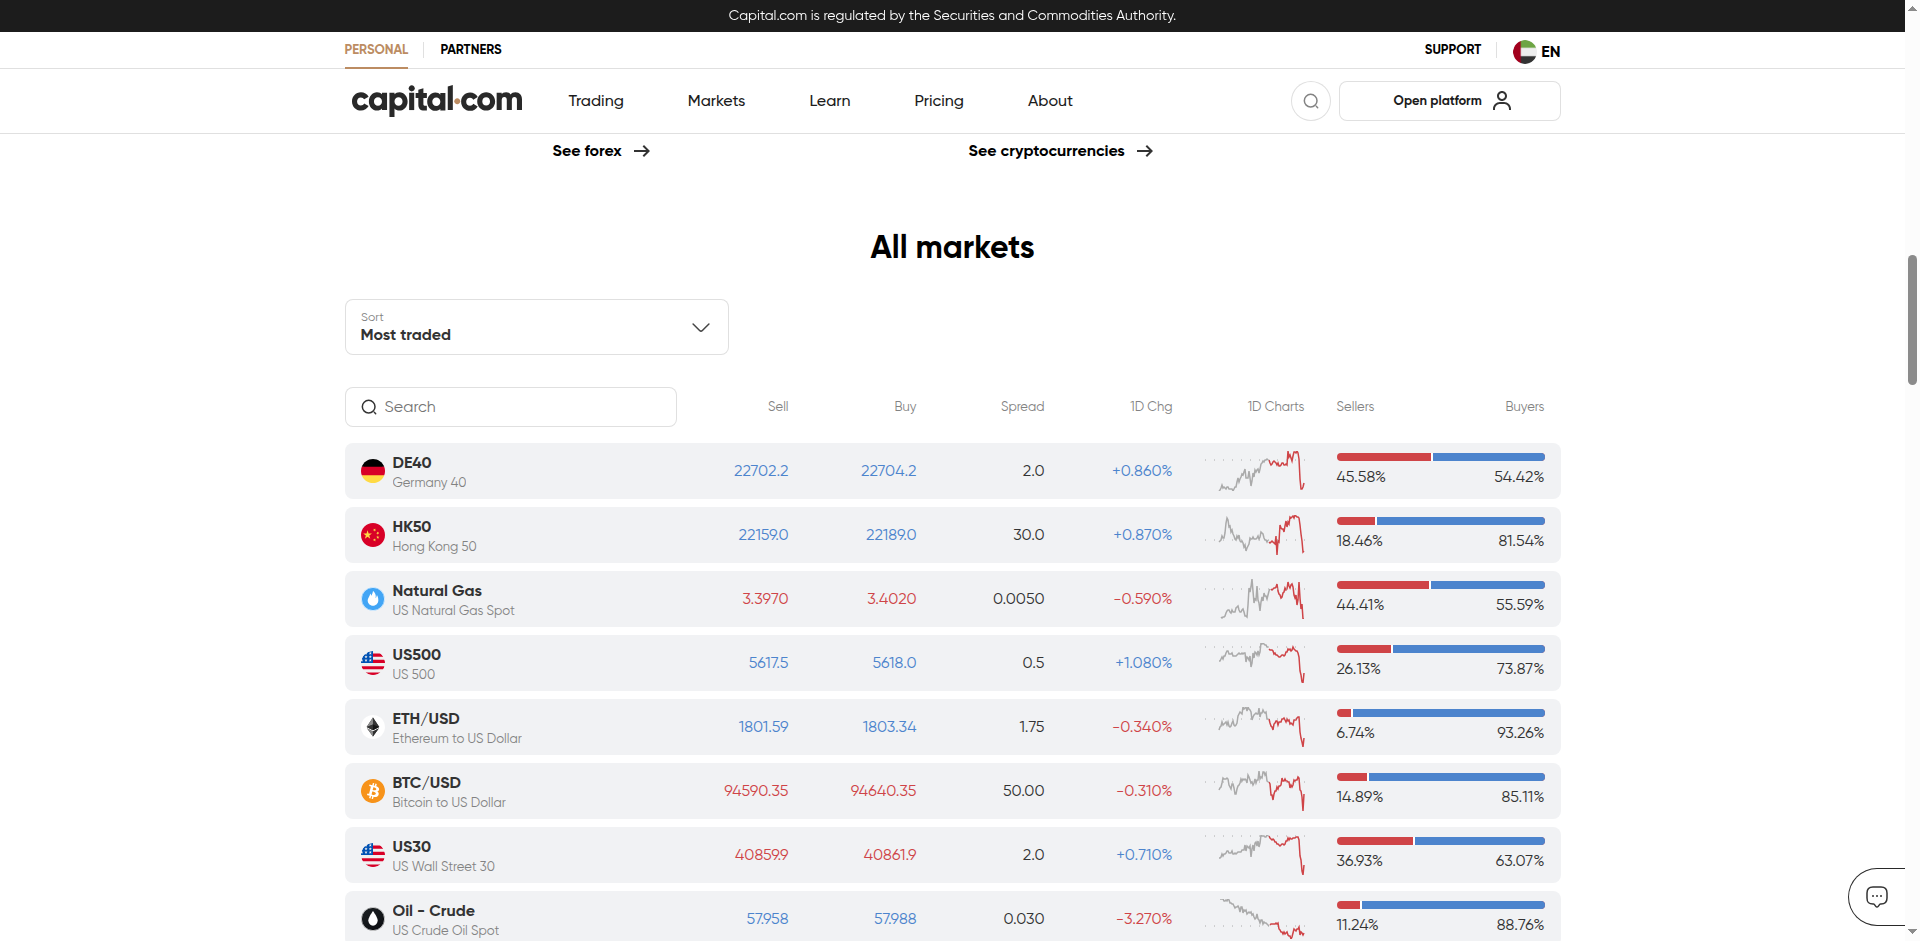 Capital.com is regulated by the Securities and Commodities Authority.
PERSONAL PARTNERS SUPPORT EN
capital.com Trading Markets Learn Pricing About Open platform
See forex See cryptocurrencies
All markets
Sort
Most traded
Search Sell Buy Spread 1D Chg 1D Charts Sellers Buyers
DE40
Germany 40
22702.2 22704.2 2.0 +0.860% 45.58% 54.42%
HK50
Hong Kong 50
22159.0 22189.0 30.0 +0.870% 18.46% 81.54%
Natural Gas
US Natural Gas Spot
3.3970 3.4020 0.0050 -0.590% 44.41% 55.59%
US500
US 500
5617.5 5618.0 0.5 +1.080% 26.13% 73.87%
ETH/USD
Ethereum to US Dollar
1801.59 1803.34 1.75 -0.340% 6.74% 93.26%
BTC/USD
Bitcoin to US Dollar
94590.35 94640.35 50.00 -0.310% 14.89% 85.11%
US30
US Wall Street 30
40859.9 40861.9 2.0 +0.710% 36.93% 63.07%
Oil - Crude
US Crude Oil Spot
57.958 57.988 0.030 -3.270% 11.24% 88.76%